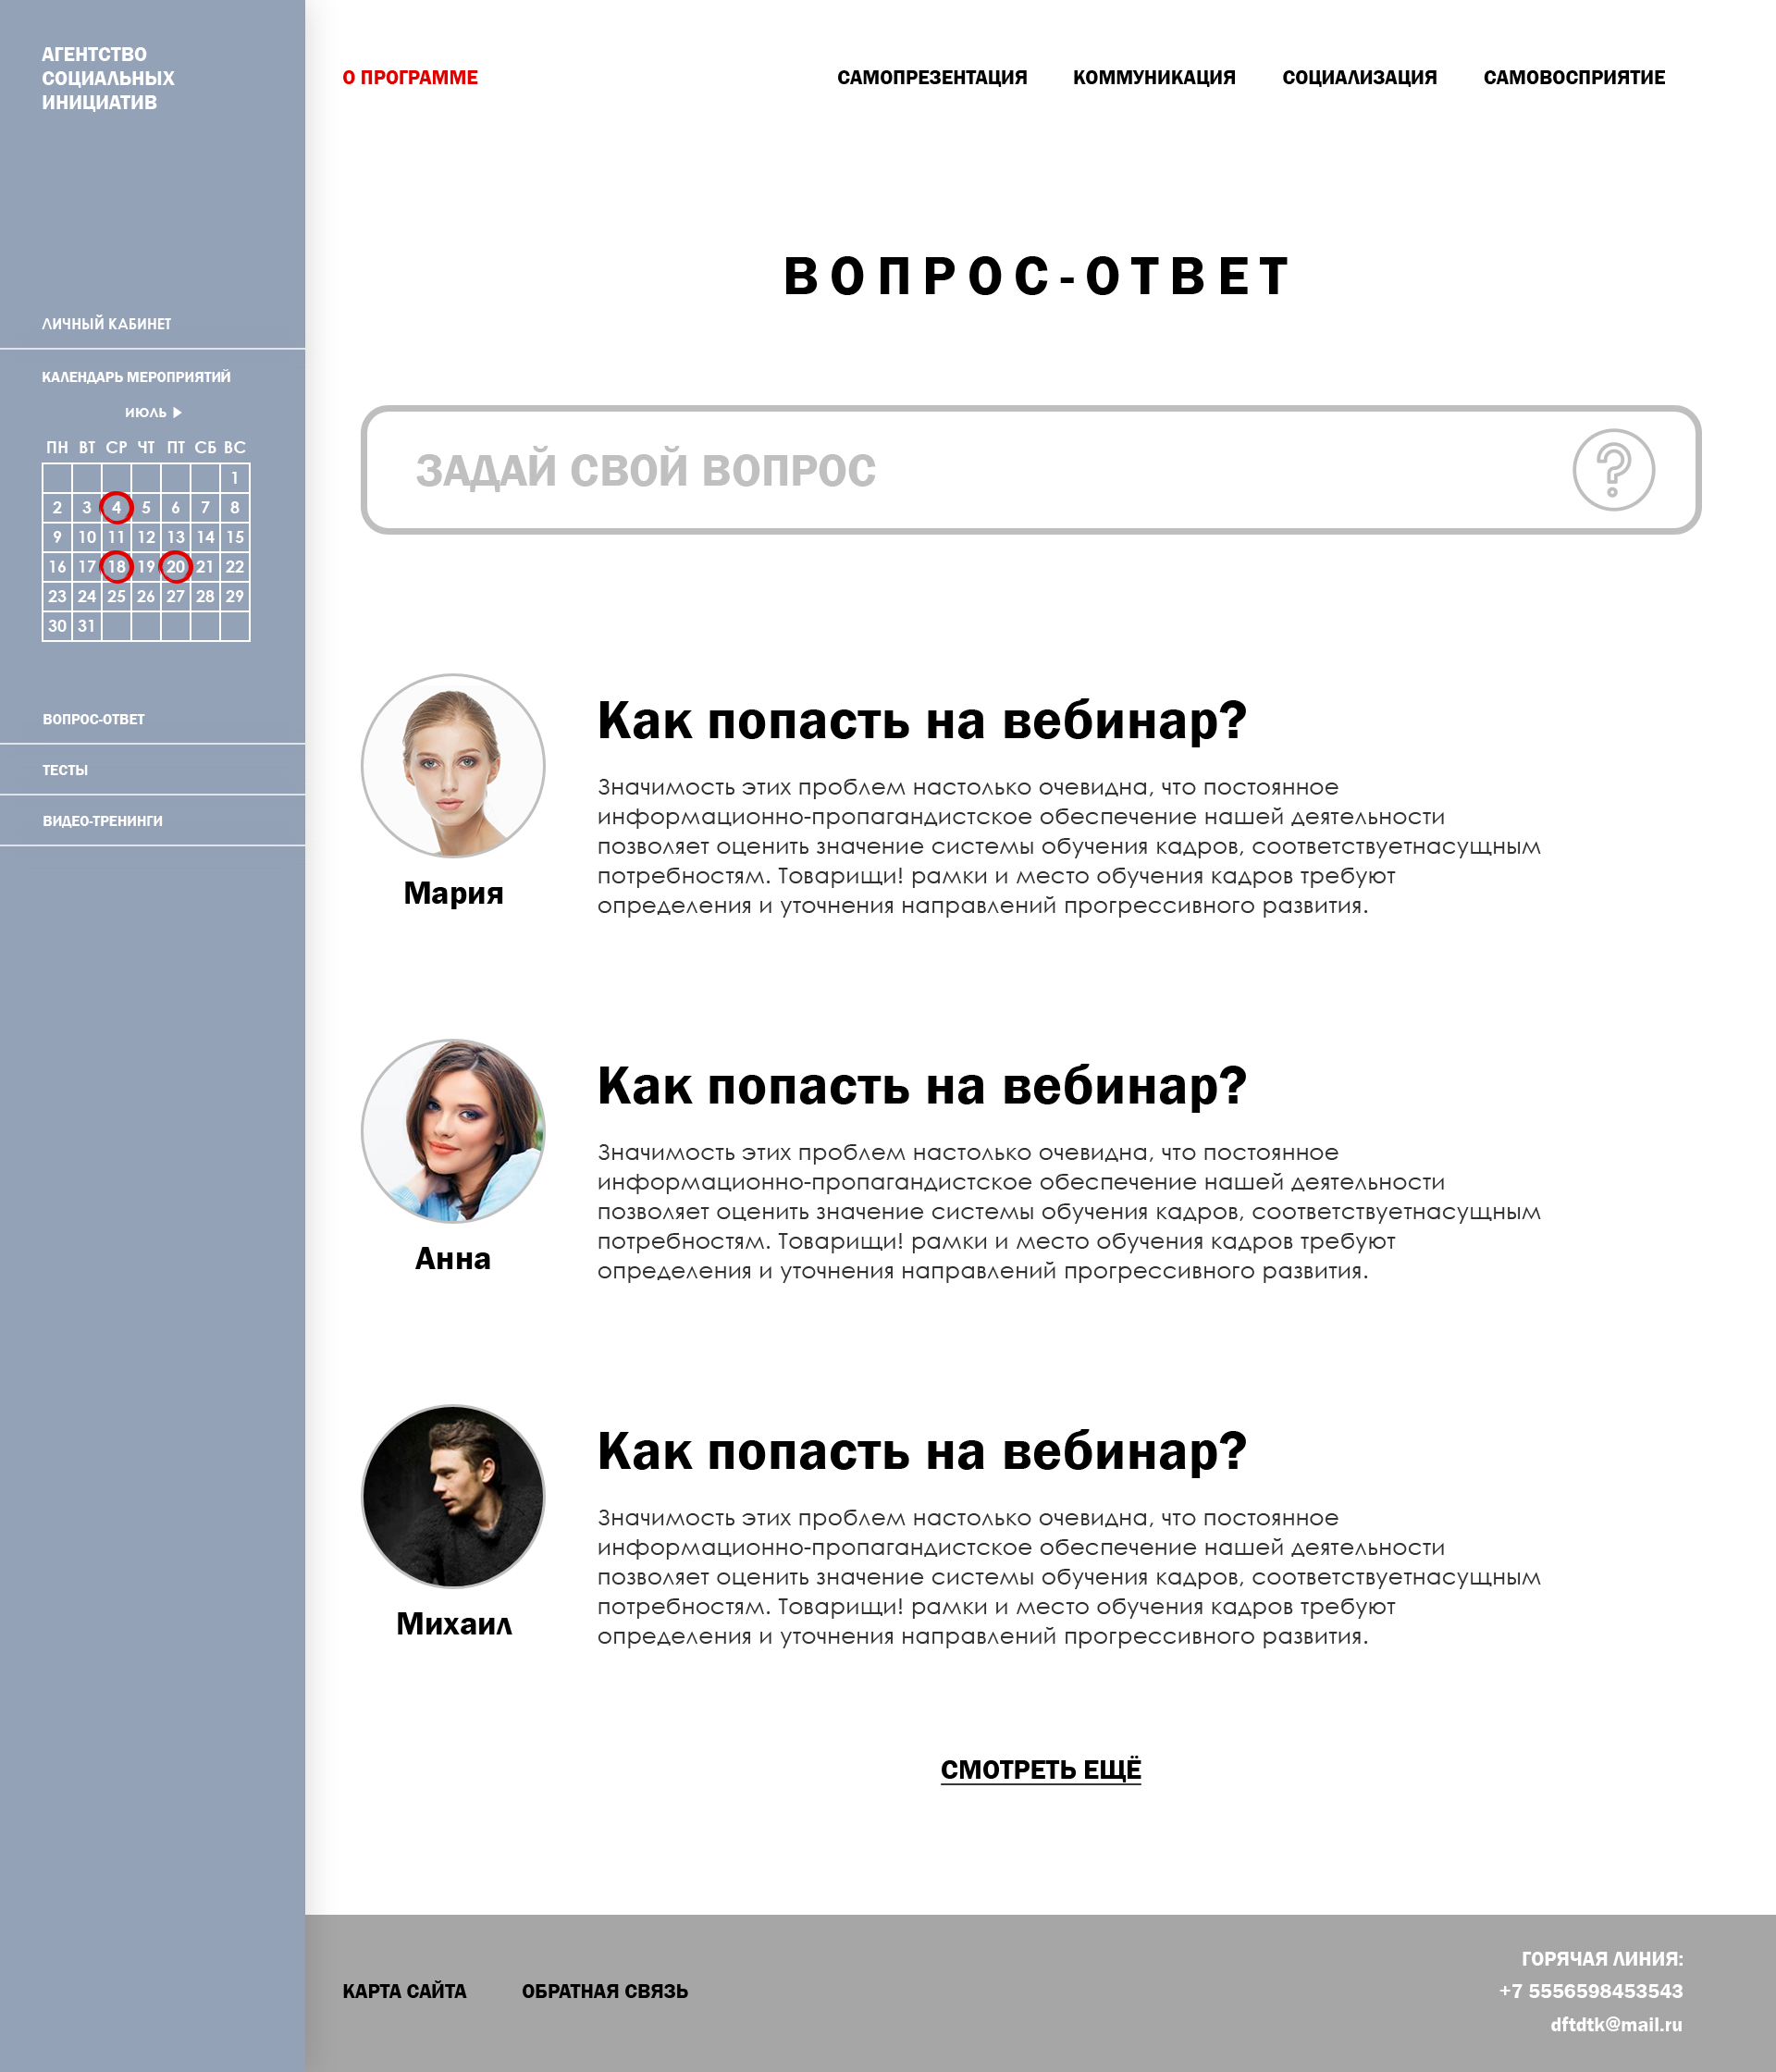 АГЕНТСТВО
СОЦИАЛЬНЫХ
ИНИЦИАТИВ
ЛИЧНЫЙ КАБИНЕТ
КАЛЕНДАРЬ МЕРОПРИЯТИЙ
ИЮЛЬ
ПН ВТ СР ЧТ ПТ СБ ВС
1
2 3 4 5 6 7 8
9 10 11 12 13 14 15
16 17 18 19 20 21 22
23 24 25 26 27 28 29
30 31
ВОПРОС-ОТВЕТ
ТЕСТЫ
ВИДЕО-ТРЕНИНГИ
О ПРОГРАММЕ САМОПРЕЗЕНТАЦИЯ КОММУНИКАЦИЯ СОЦИАЛИЗАЦИЯ САМОВОСПРИЯТИЕ
ВОПРОС-ОТВЕТ
ЗАДАЙ СВОЙ ВОПРОС ?
Как попасть на вебинар?
Значимость этих проблем настолько очевидна, что постоянное
информационно-пропагандистское обеспечение нашей деятельности
позволяет оценить значение системы обучения кадров, соответствуетнасущным
потребностям. Товарищи! рамки и место обучения кадров требуют
определения и уточнения направлений прогрессивного развития.
Мария
Как попасть на вебинар?
Значимость этих проблем настолько очевидна, что постоянное
информационно-пропагандистское обеспечение нашей деятельности
позволяет оценить значение системы обучения кадров, соответствуетнасущным
потребностям. Товарищи! рамки и место обучения кадров требуют
определения и уточнения направлений прогрессивного развития.
Анна
Как попасть на вебинар?
Значимость этих проблем настолько очевидна, что постоянное
информационно-пропагандистское обеспечение нашей деятельности
позволяет оценить значение системы обучения кадров, соответствуетнасущным
потребностям. Товарищи! рамки и место обучения кадров требуют
определения и уточнения направлений прогрессивного развития.
Михаил
СМОТРЕТЬ ЕЩЁ
КАРТА САЙТА ОБРАТНАЯ СВЯЗЬ
ГОРЯЧАЯ ЛИНИЯ:
+7 5556598453543
dftdtk@mail.ru